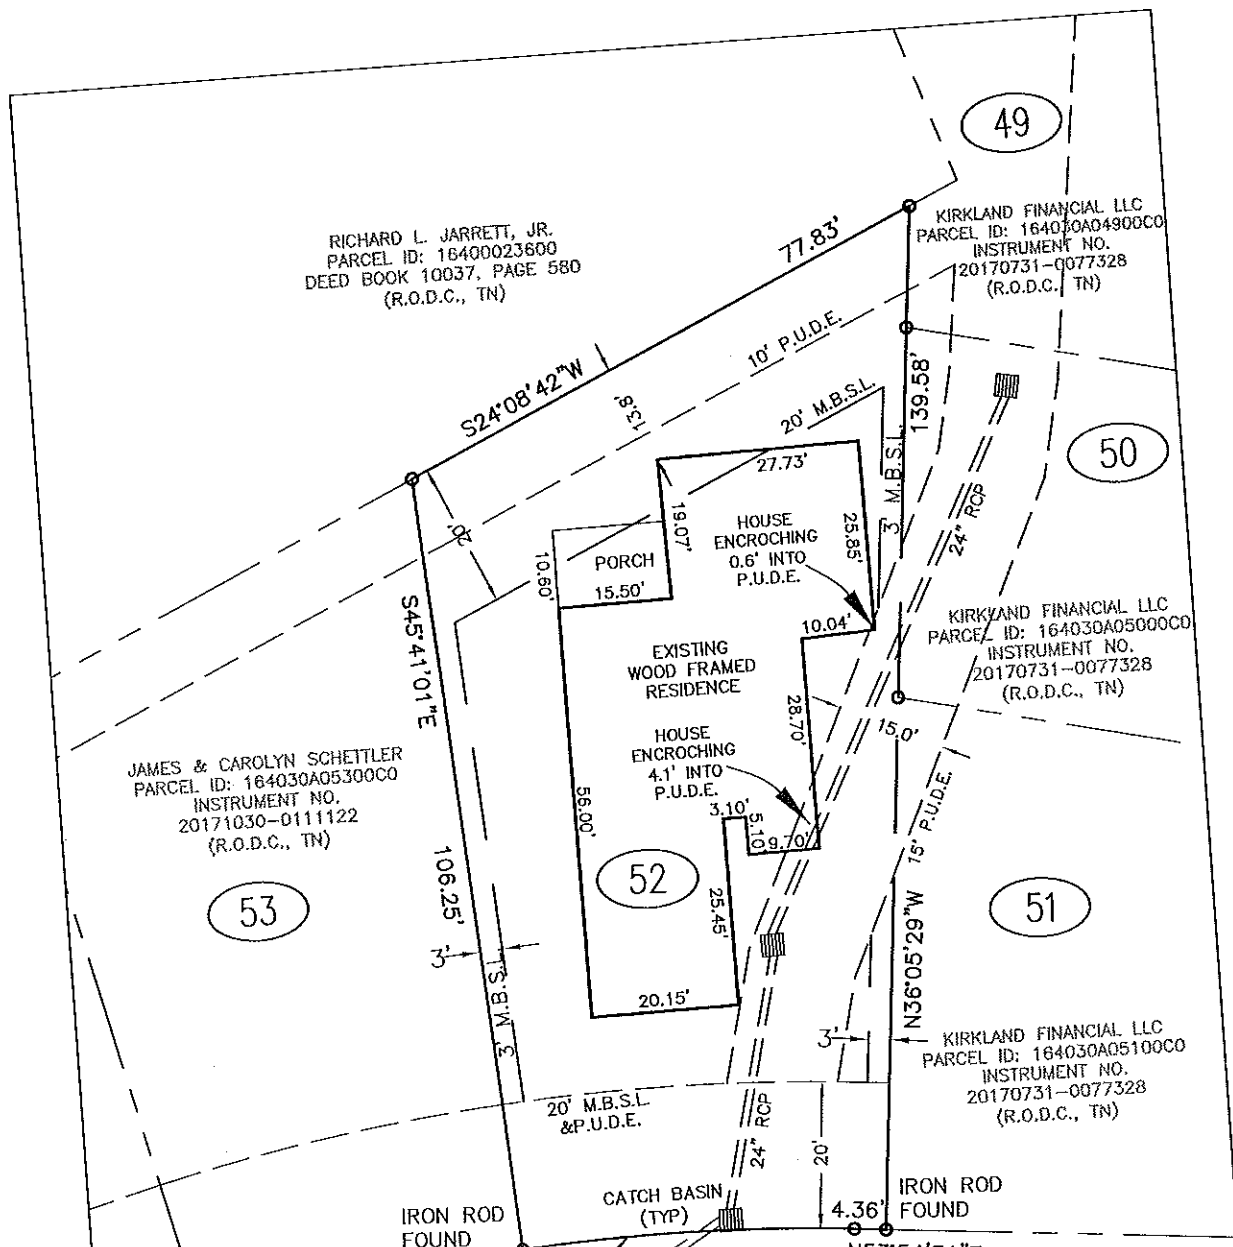 49
KIRKLAND FINANCIAL LLC
PARCEL ID: 164030A04900C0
INSTRUMENT NO.
20170731-0077328
(R.O.D.C., TN)
RICHARD L. JARRETT, JR.
PARCEL ID: 16400023600
DEED BOOK 10037, PAGE 580
(R.O.D.C., TN)
77.83'
S24°08'42"W
10' P.U.D.E.
13.8'
20' M.B.S.L.
139.58'
3' M.B.S.L.
50
24" RCP
20'
27.73'
19.07'
25.85'
HOUSE
ENCROCHING
0.6' INTO
P.U.D.E.
PORCH
10.60'
15.50'
10.04'
S45°41'01"E
KIRKLAND FINANCIAL LLC
PARCEL ID: 164030A05000C0
INSTRUMENT NO.
20170731-0077328
(R.O.D.C., TN)
EXISTING
WOOD FRAMED
RESIDENCE
28.70'
15.0'
HOUSE
ENCROCHING
4.1' INTO
P.U.D.E.
JAMES & CAROLYN SCHETTLER
PARCEL ID: 164030A05300C0
INSTRUMENT NO.
20171030-0111122
(R.O.D.C., TN)
56.00'
3.10'
5.10'
9.70'
15' P.U.D.E.
106.25'
52
53
51
25.45'
3'
3' M.B.S.L.
N36°05'29"W
20.15'
3'
KIRKLAND FINANCIAL LLC
PARCEL ID: 164030A05100C0
INSTRUMENT NO.
20170731-0077328
(R.O.D.C., TN)
20' M.B.S.L.
&P.U.D.E.
24" RCP
20'
CATCH BASIN
(TYP)
4.36'
IRON ROD
FOUND
IRON ROD
FOUND